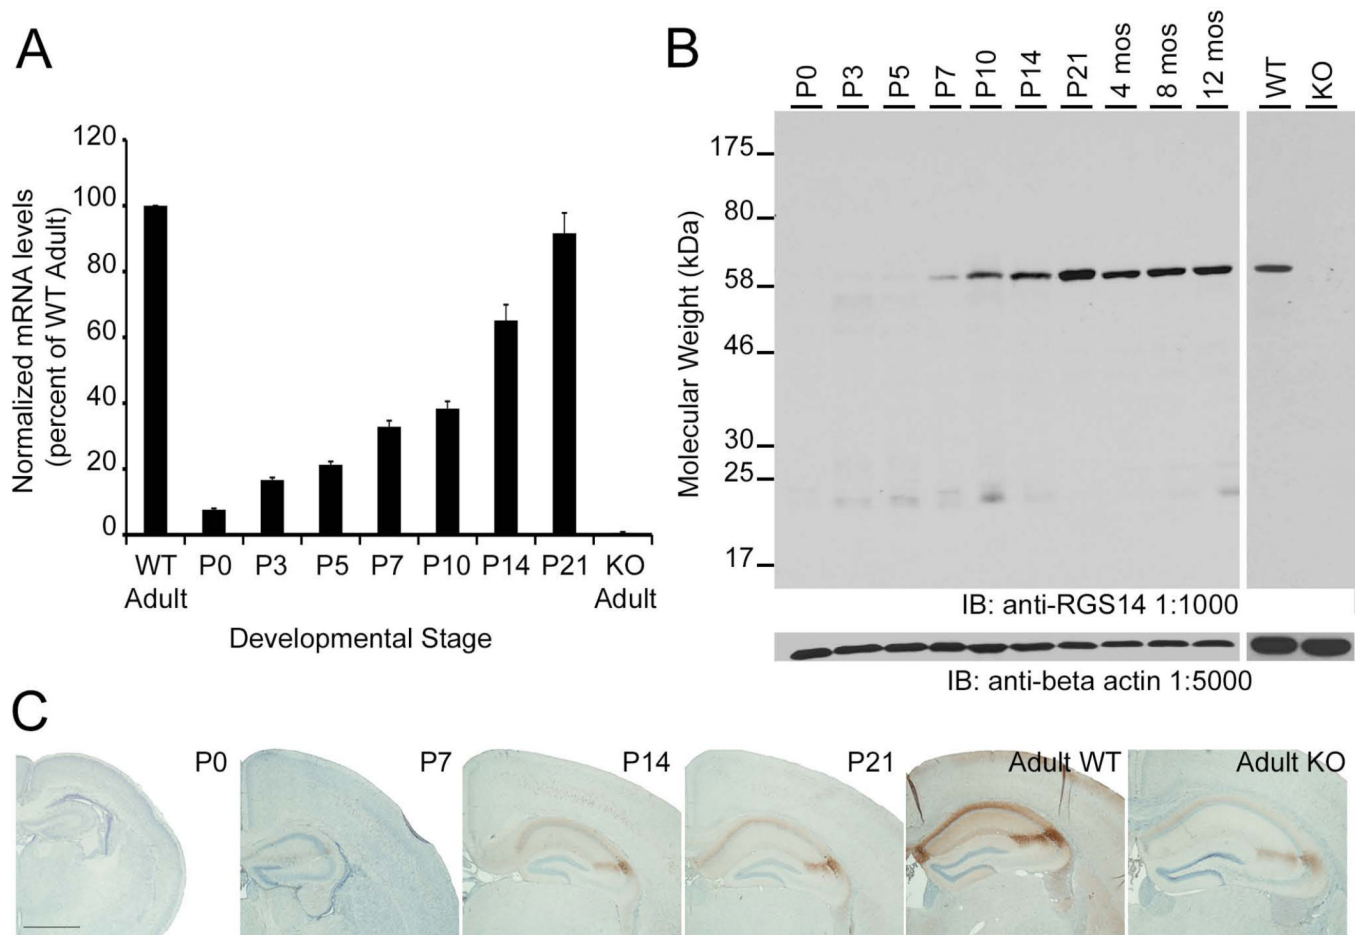 A
Normalized mRNA levels
(percent of WT Adult)
120
100
80
60
40
20
0
WT
Adult
P0
P3
P5
P7
P10
P14
P21
KO
Adult
Developmental Stage
B
P0
P3
P5
P7
P10
P14
P21
4 mos
8 mos
12 mos
WT
KO
Molecular Weight (kDa)
175
80
58
46
30
25
17
IB: anti-RGS14 1:1000
IB: anti-beta actin 1:5000
C
P0
P7
P14
P21
Adult WT
Adult KO